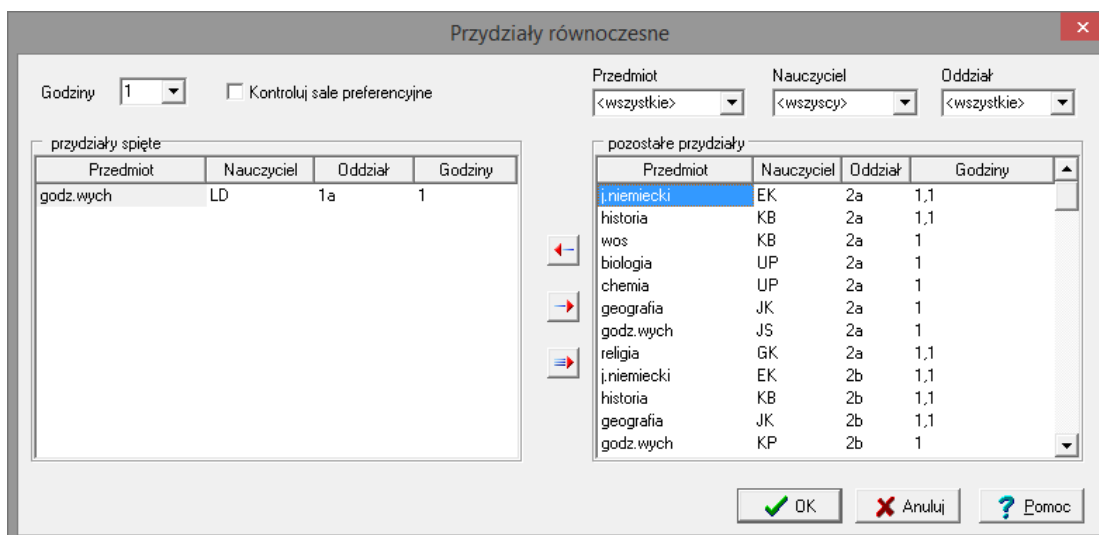 Przydziały równoczesne
Godziny 1 Kontroluj sale preferencyjne
Przedmiot Nauczyciel Oddział
<wszystkie> <wszyscy> <wszystkie>
przydziały spięte
Przedmiot Nauczyciel Oddział Godziny
godz.wych LD 1a 1
pozostałe przydziały
Przedmiot Nauczyciel Oddział Godziny
j.niemiecki EK 2a 1,1
historia KB 2a 1,1
wos KB 2a 1
biologia UP 2a 1
chemia UP 2a 1
geografia JK 2a 1
godz.wych JS 2a 1
religia GK 2a 1,1
j.niemiecki EK 2b 1,1
historia KB 2b 1,1
geografia JK 2b 1,1
godz.wych KP 2b 1
OK Anuluj Pomoc